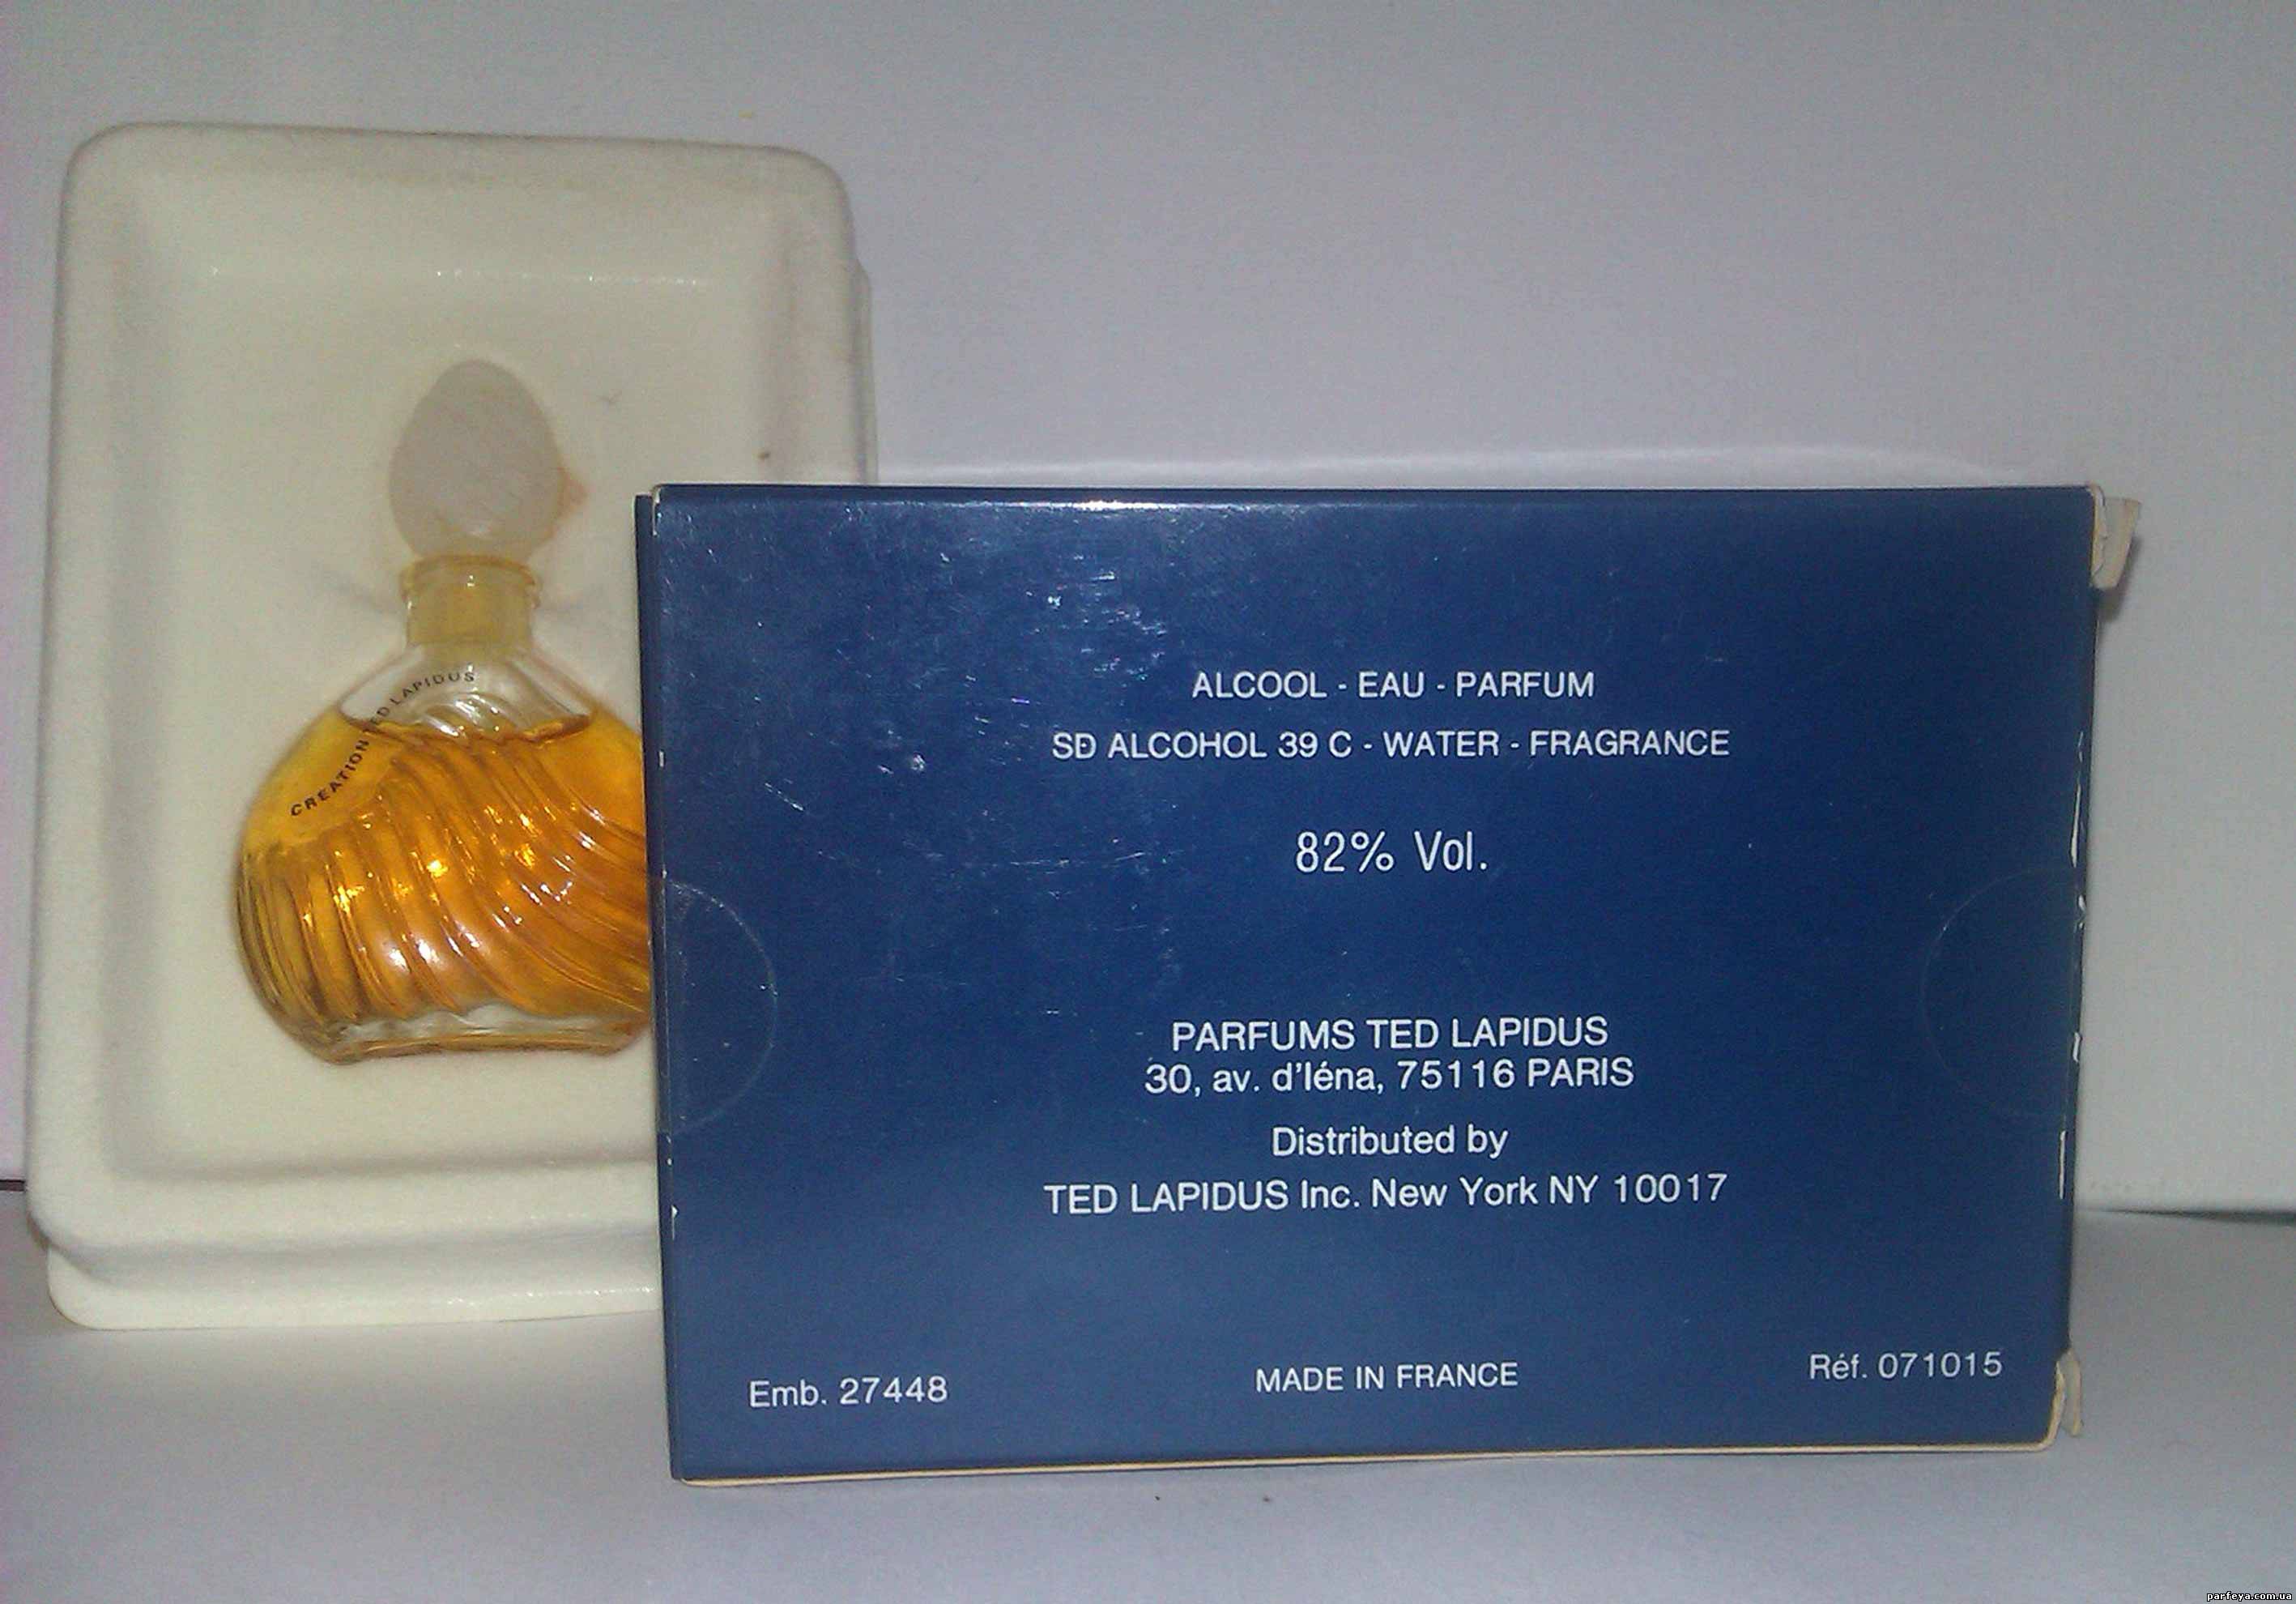 CREATION TED LAPIDUS
ALCOOL - EAU - PARFUM
SD ALCOHOL 39 C - WATER - FRAGRANCE
82% Vol.
PARFUMS TED LAPIDUS
30, av. d'Iéna, 75116 PARIS
Distributed by
TED LAPIDUS Inc. New York NY 10017
Emb. 27448
MADE IN FRANCE
Réf. 071015
parfeya.com.ua